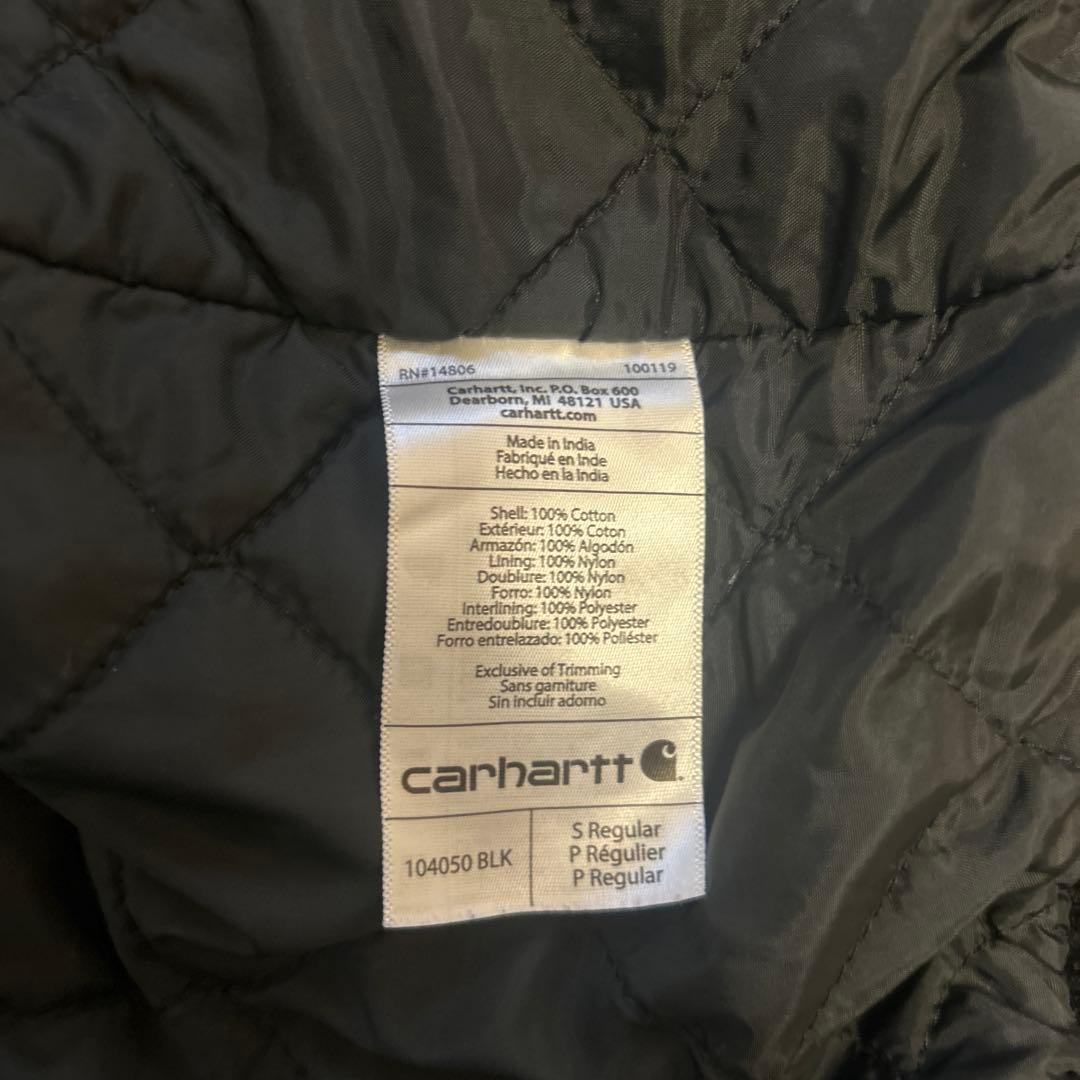 RN#14806 100119
Carhartt, Inc. P.O. Box 600
Dearborn, MI 48121 USA
carhartt.com
Made in India
Fabriqué en Inde
Hecho en la India
Shell: 100% Cotton
Extérieur: 100% Coton
Armazón: 100% Algodón
Lining: 100% Nylon
Doublure: 100% Nylon
Forro: 100% Nylon
Interlining: 100% Polyester
Entredoublure: 100% Polyester
Forro entrelazado: 100% Poliéster
Exclusive of Trimming
Sans garniture
Sin incluir adorno
carhartt
104050 BLK
S Regular
P Régulier
P Regular